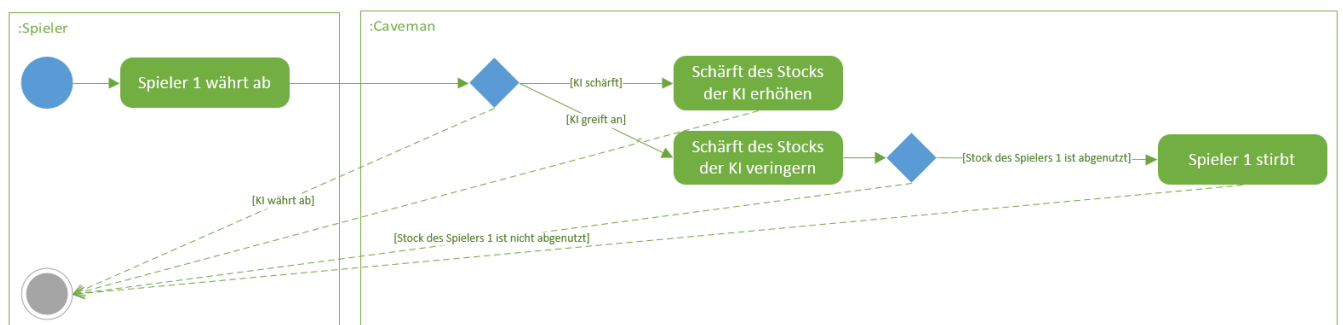 :Spieler
:Caveman
Spieler 1 währt ab
[KI schärft]
Schärft des Stocks
der KI erhöhen
[KI greift an]
Schärft des Stocks
der KI veringern
[Stock des Spielers 1 ist abgenutzt]
Spieler 1 stirbt
[KI währt ab]
[Stock des Spielers 1 ist nicht abgenutzt]